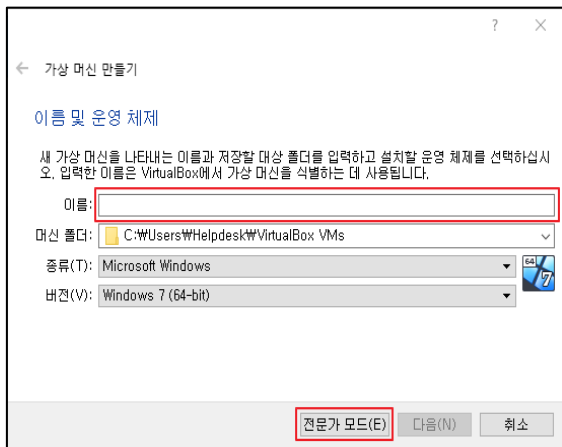 ?
가상 머신 만들기
이름 및 운영 체제
새 가상 머신을 나타내는 이름과 저장할 대상 폴더를 입력하고 설치할 운영 체제를 선택하십시
오. 입력한 이름은 VirtualBox에서 가상 머신을 식별하는 데 사용됩니다.
이름:
머신 폴더: C:₩Users₩Helpdesk₩VirtualBox VMs
종류(T): Microsoft Windows
64
7
버전(V): Windows 7 (64-bit)
전문가 모드(E) 다음(N) 취소